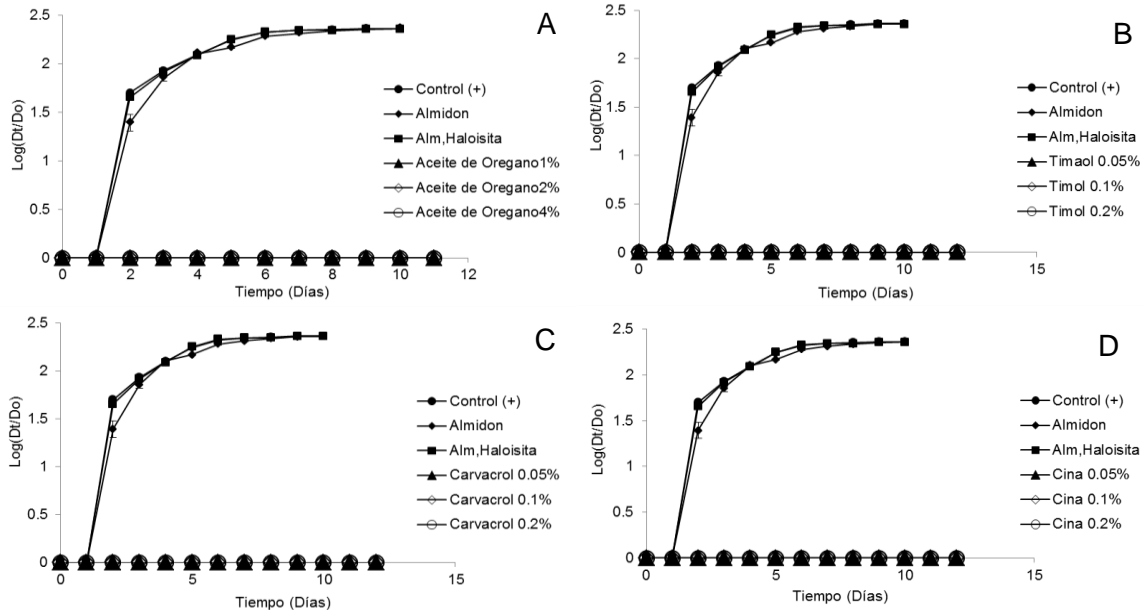 A
Log(Dt/Do)
2.5
2
1.5
1
0.5
0
0 2 4 6 8 10 12
Tiempo (Días)
Control (+)
Almidon
Alm,Haloisita
Aceite de Oregano1%
Aceite de Oregano2%
Aceite de Oregano4%
B
Log(Dt/Do)
2.5
2
1.5
1
0.5
0
0 5 10 15
Tiempo (Días)
Control (+)
Almidon
Alm,Haloisita
Timaol 0.05%
Timol 0.1%
Timol 0.2%
C
Log(Dt/Do)
2.5
2
1.5
1
0.5
0
0 5 10 15
Tiempo (Días)
Control (+)
Almidon
Alm,Haloisita
Carvacrol 0.05%
Carvacrol 0.1%
Carvacrol 0.2%
D
Log(Dt/Do)
2.5
2
1.5
1
0.5
0
0 5 10 15
Tiempo (Días)
Control (+)
Almidon
Alm,Haloisita
Cina 0.05%
Cina 0.1%
Cina 0.2%